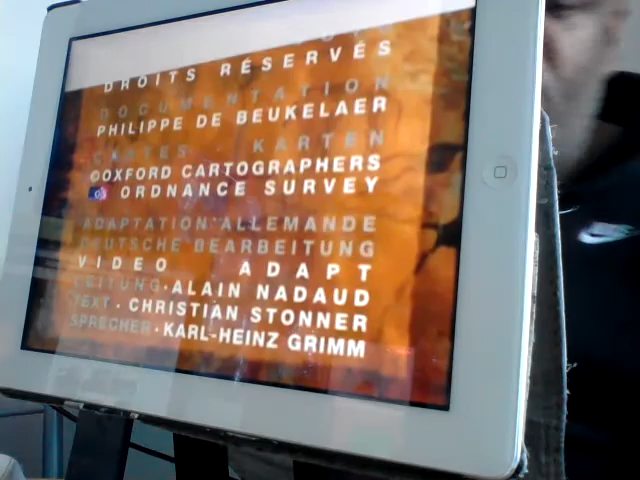 DROITS RÉSERVÉS
DOCUMENTATION
PHILIPPE DE BEUKELAER
CARTES KARTEN
©OXFORD CARTOGRAPHERS
ORDNANCE SURVEY
ADAPTATION ALLEMANDE
DEUTSCHE BEARBEITUNG
VIDEO ADAPT
LEITUNG·ALAIN NADAUD
TEXT·CHRISTIAN STONNER
SPRECHER·KARL-HEINZ GRIMM